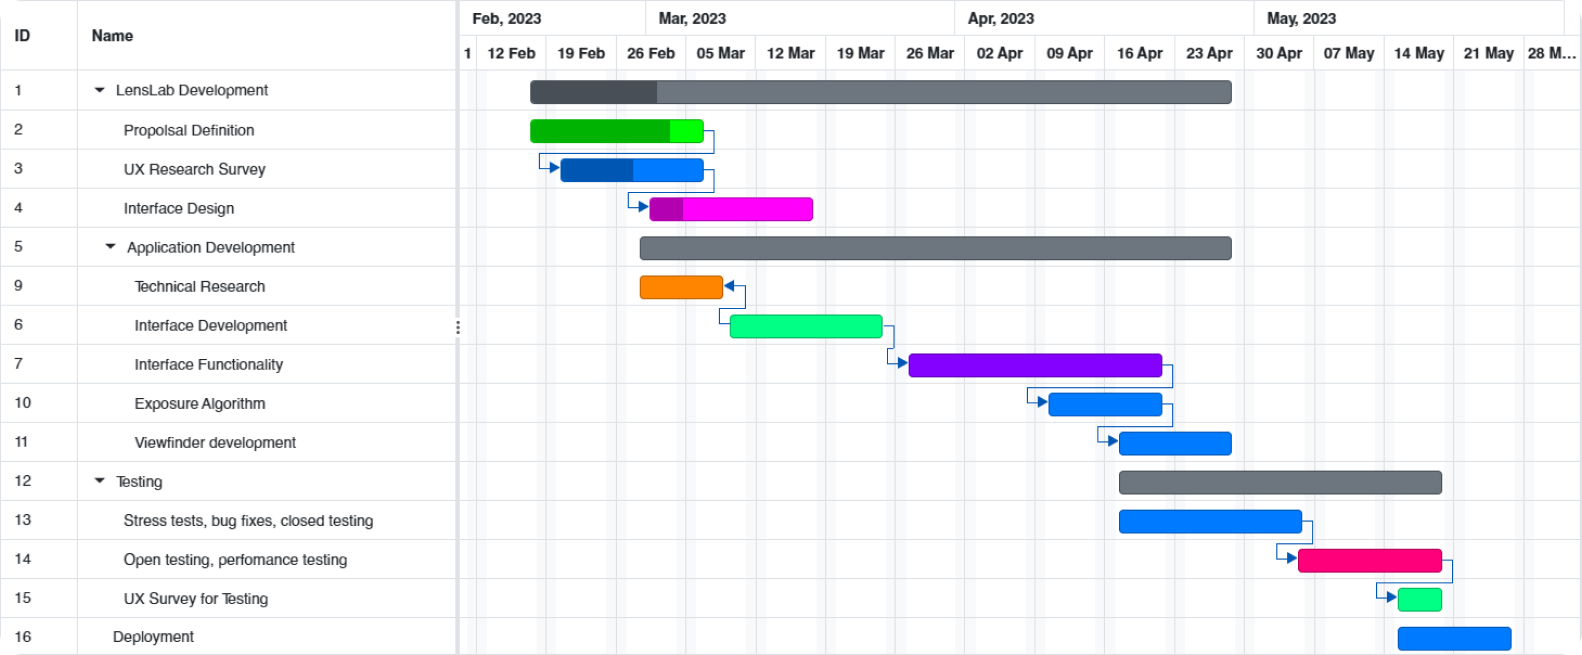 ID Name Feb, 2023 Mar, 2023 Apr, 2023 May, 2023
1 12 Feb 19 Feb 26 Feb 05 Mar 12 Mar 19 Mar 26 Mar 02 Apr 09 Apr 16 Apr 23 Apr 30 Apr 07 May 14 May 21 May 28 M...
1 LensLab Development
2 Propolsal Definition
3 UX Research Survey
4 Interface Design
5 Application Development
9 Technical Research
6 Interface Development
7 Interface Functionality
10 Exposure Algorithm
11 Viewfinder development
12 Testing
13 Stress tests, bug fixes, closed testing
14 Open testing, perfomance testing
15 UX Survey for Testing
16 Deployment